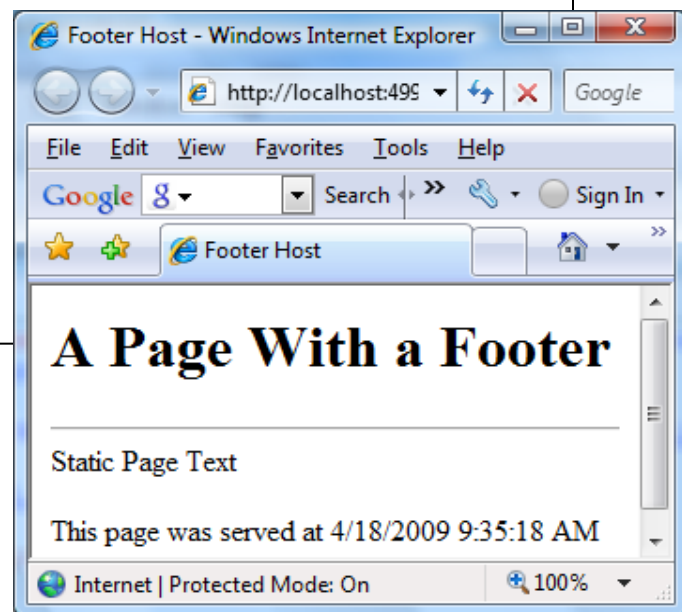 Footer Host - Windows Internet Explorer
http://localhost:499
Google
File Edit View Favorites Tools Help
Google g Search » Sign In
Footer Host »
A Page With a Footer
Static Page Text
This page was served at 4/18/2009 9:35:18 AM
Internet | Protected Mode: On 100%